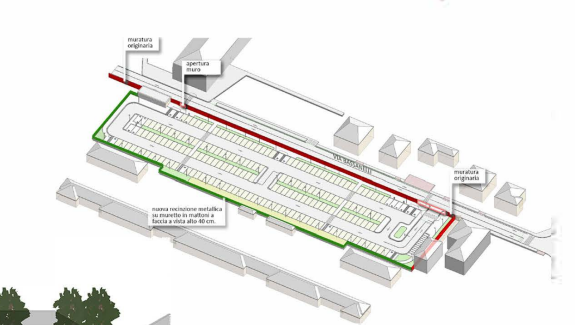 muratura
originaria
apertura
muro
muratura
originaria
nuova recinzione metallica
su muretto in mattoni a
faccia a vista alto 40 cm.